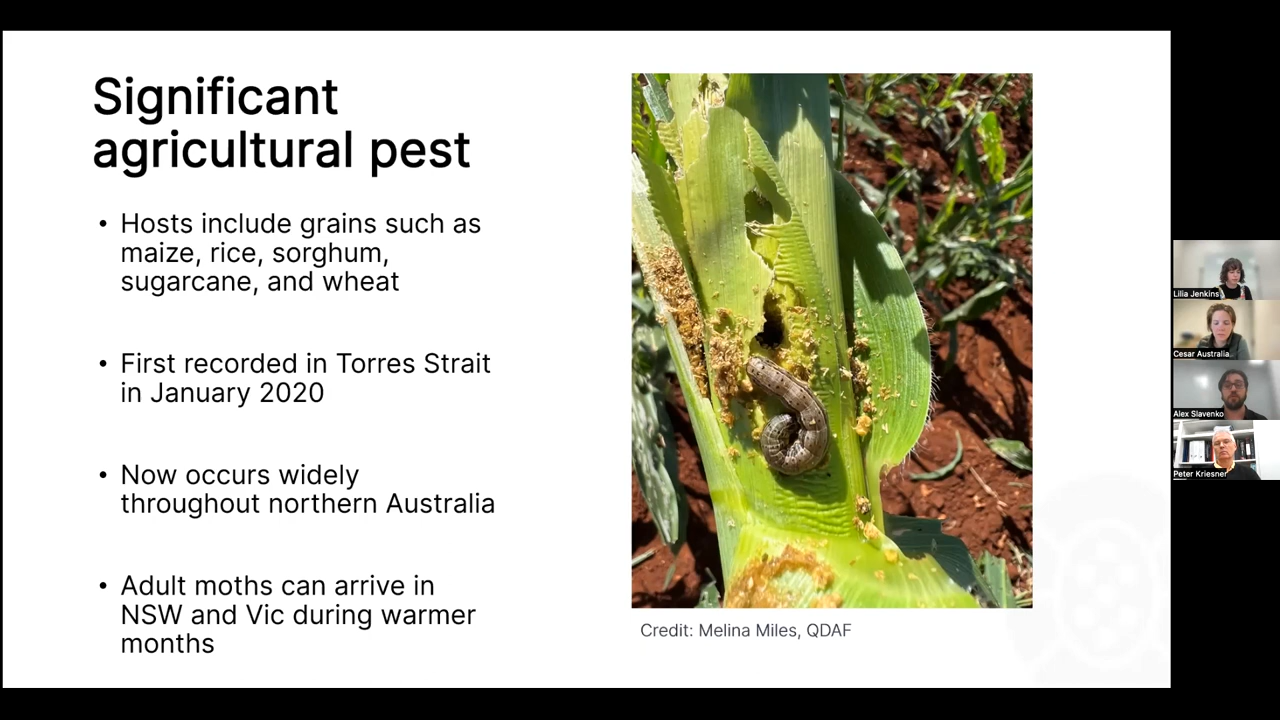 Significant
agricultural pest
• Hosts include grains such as
maize, rice, sorghum,
sugarcane, and wheat
• First recorded in Torres Strait
in January 2020
• Now occurs widely
throughout northern Australia
• Adult moths can arrive in
NSW and Vic during warmer
months
Credit: Melina Miles, QDAF
Lilia Jenkins
Cesar Australia
Alex Slavenko
Peter Kriesner